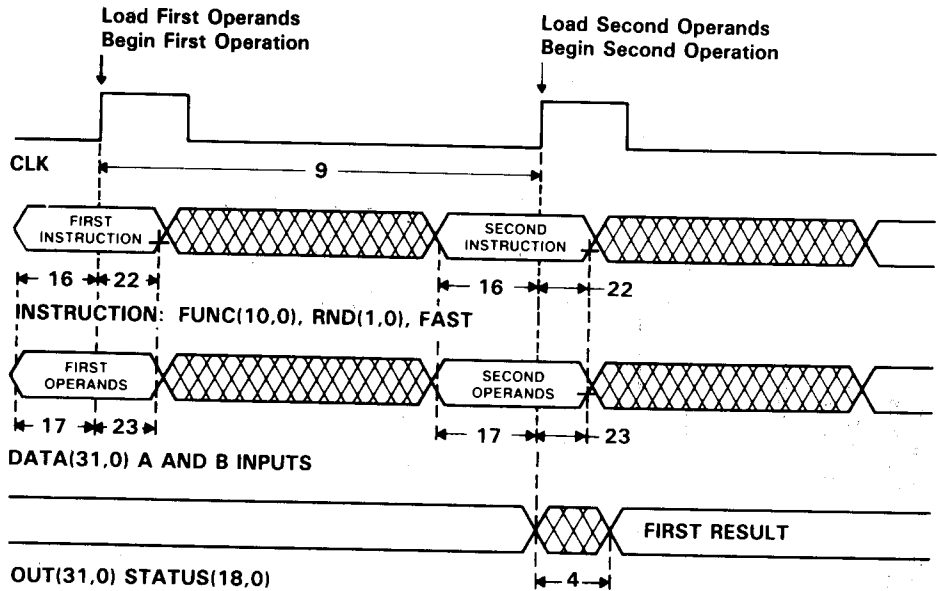 Load First Operands
Begin First Operation
Load Second Operands
Begin Second Operation
CLK
9
FIRST
INSTRUCTION
SECOND
INSTRUCTION
16
22
16
22
INSTRUCTION: FUNC(10,0), RND(1,0), FAST
FIRST
OPERANDS
SECOND
OPERANDS
17
23
17
23
DATA(31,0) A AND B INPUTS
FIRST RESULT
4
OUT(31,0) STATUS(18,0)